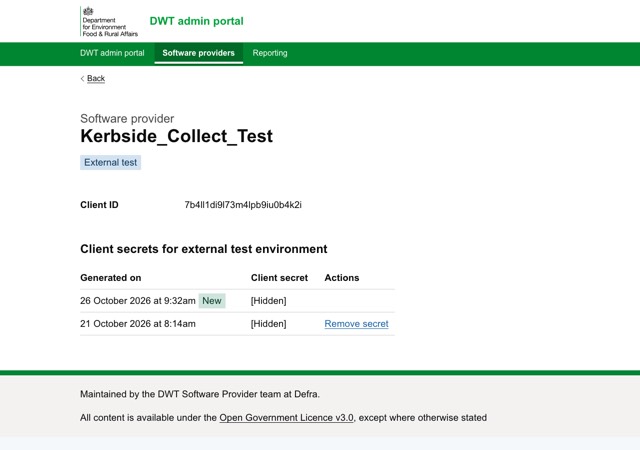 Department
for Environment
Food & Rural Affairs
DWT admin portal
DWT admin portal
Software providers
Reporting
Back
Software provider
Kerbside_Collect_Test
External test
Client ID 7b4ll1di9l73m4lpb9iu0b4k2i
Client secrets for external test environment
Generated on Client secret Actions
26 October 2026 at 9:32am New [Hidden]
21 October 2026 at 8:14am [Hidden] Remove secret
Maintained by the DWT Software Provider team at Defra.
All content is available under the Open Government Licence v3.0, except where otherwise stated